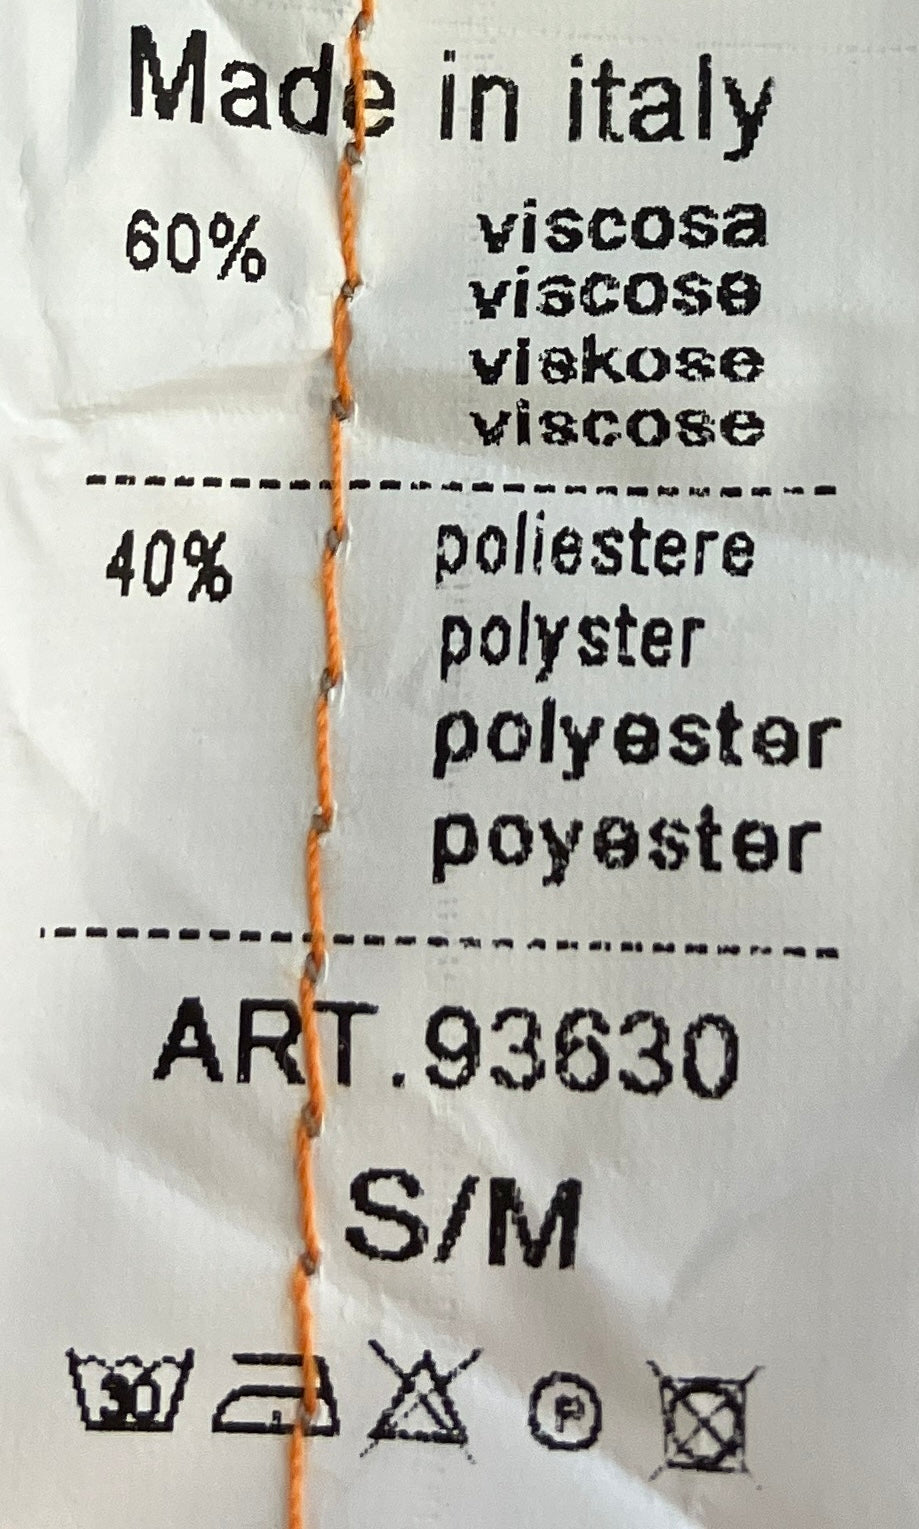 Made in italy
60% viscosa
viscose
viskose
viscose
40% poliestere
polyster
polyester
poyester
ART.93630
S/M
30 P